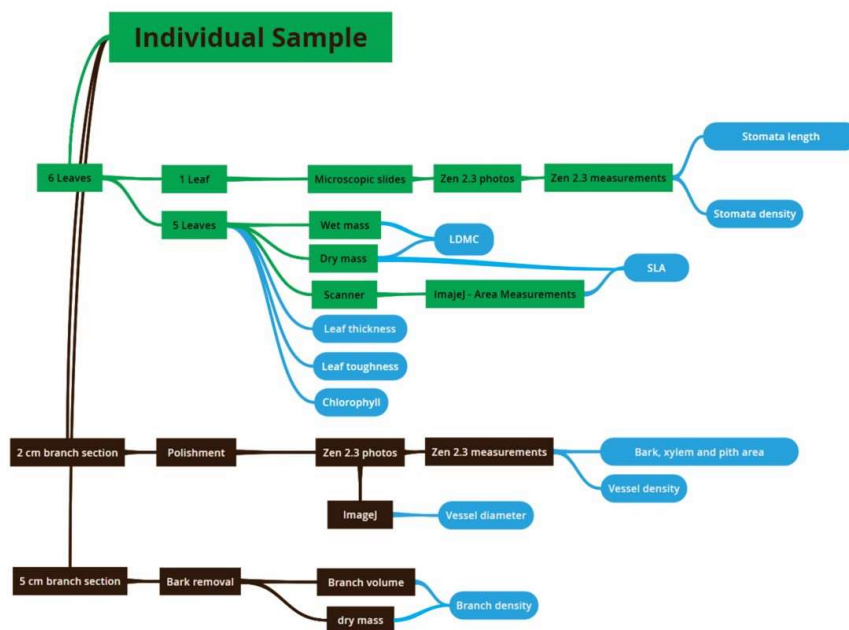 Individual Sample
Stomata length
6 Leaves
1 Leaf
Microscopic slides
Zen 2.3 photos
Zen 2.3 measurements
Stomata density
5 Leaves
Wet mass
LDMC
Dry mass
SLA
Scanner
ImajeJ - Area Measurements
Leaf thickness
Leaf toughness
Chlorophyll
2 cm branch section
Polishment
Zen 2.3 photos
Zen 2.3 measurements
Bark, xylem and pith area
Vessel density
ImageJ
Vessel diameter
5 cm branch section
Bark removal
Branch volume
Branch density
dry mass